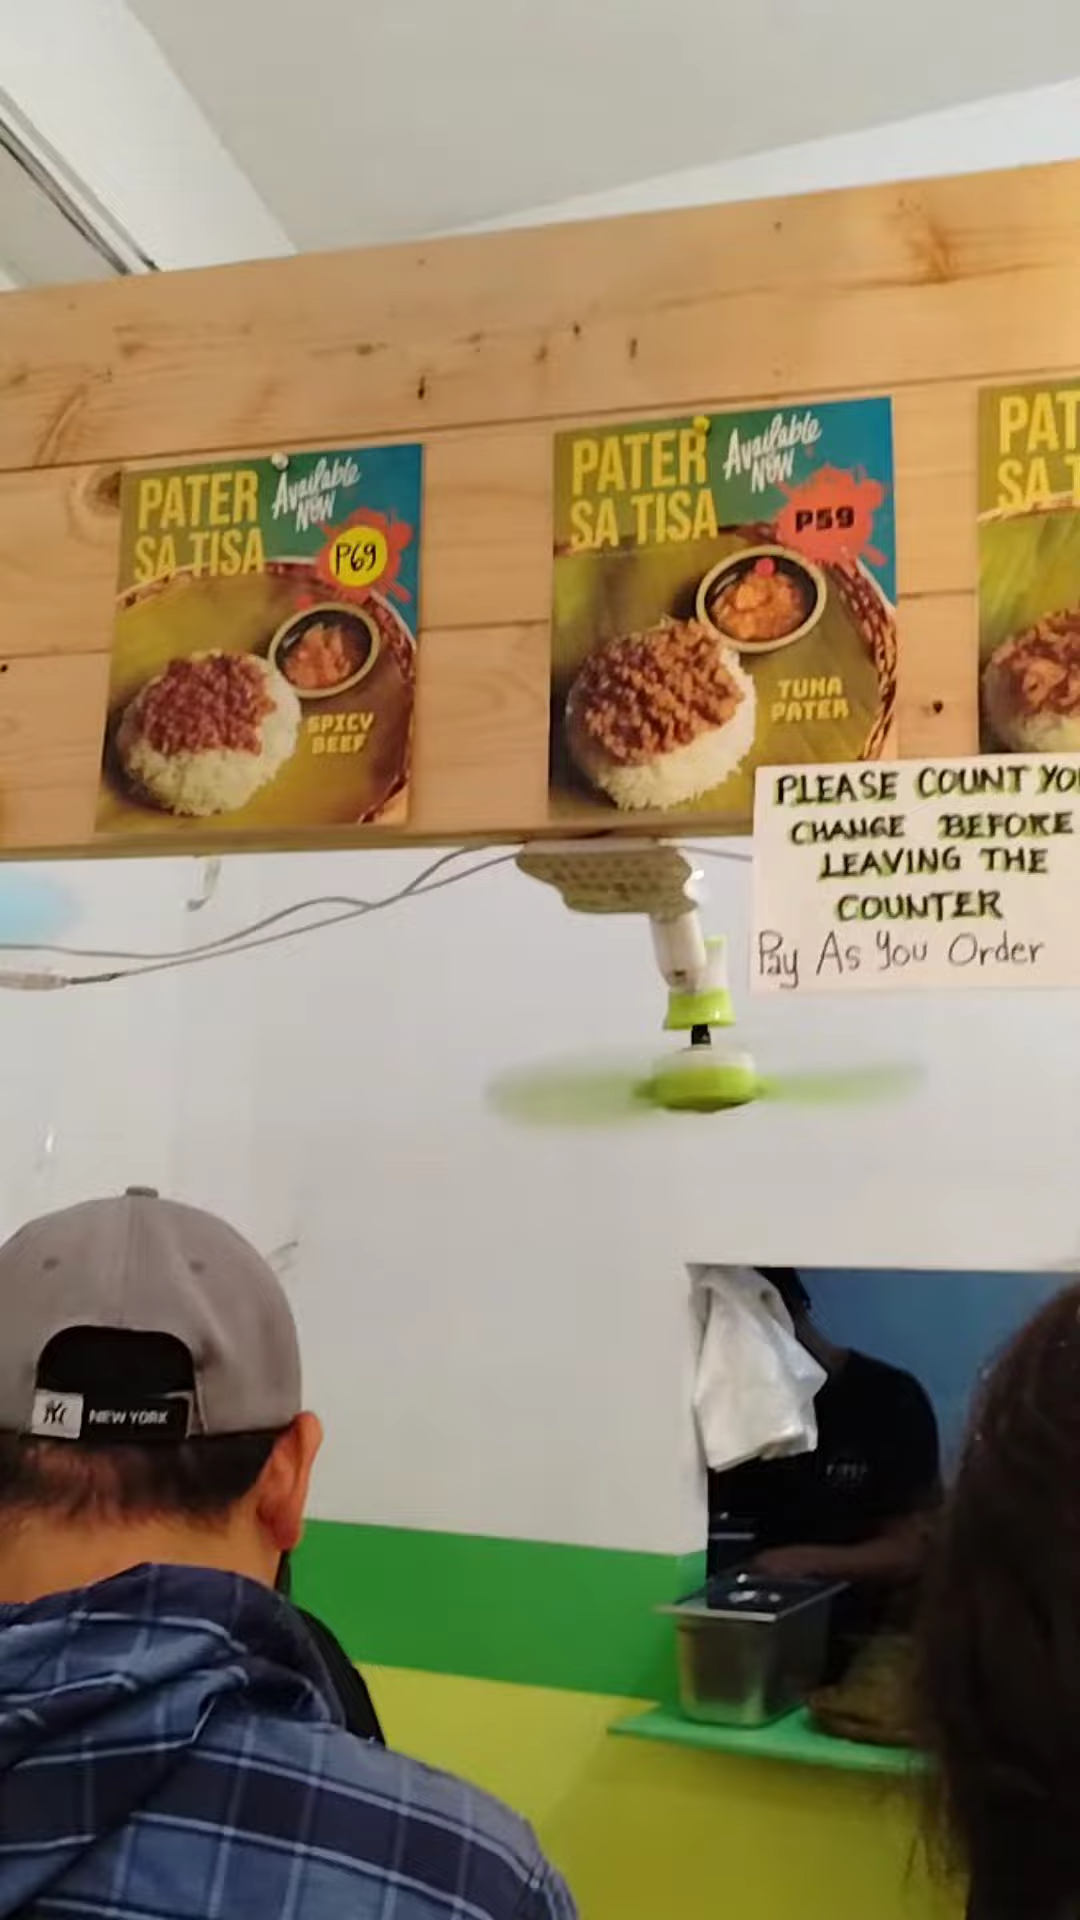 PATER
SA TISA
Available
NOW
P69
SPICY
BEEF
PATER
SA TISA
Available
NOW
P59
TUNA
PATER
PAT
SA T
PLEASE COUNT YO
CHANGE BEFORE
LEAVING THE
COUNTER
Pay As You Order
NY NEW YORK